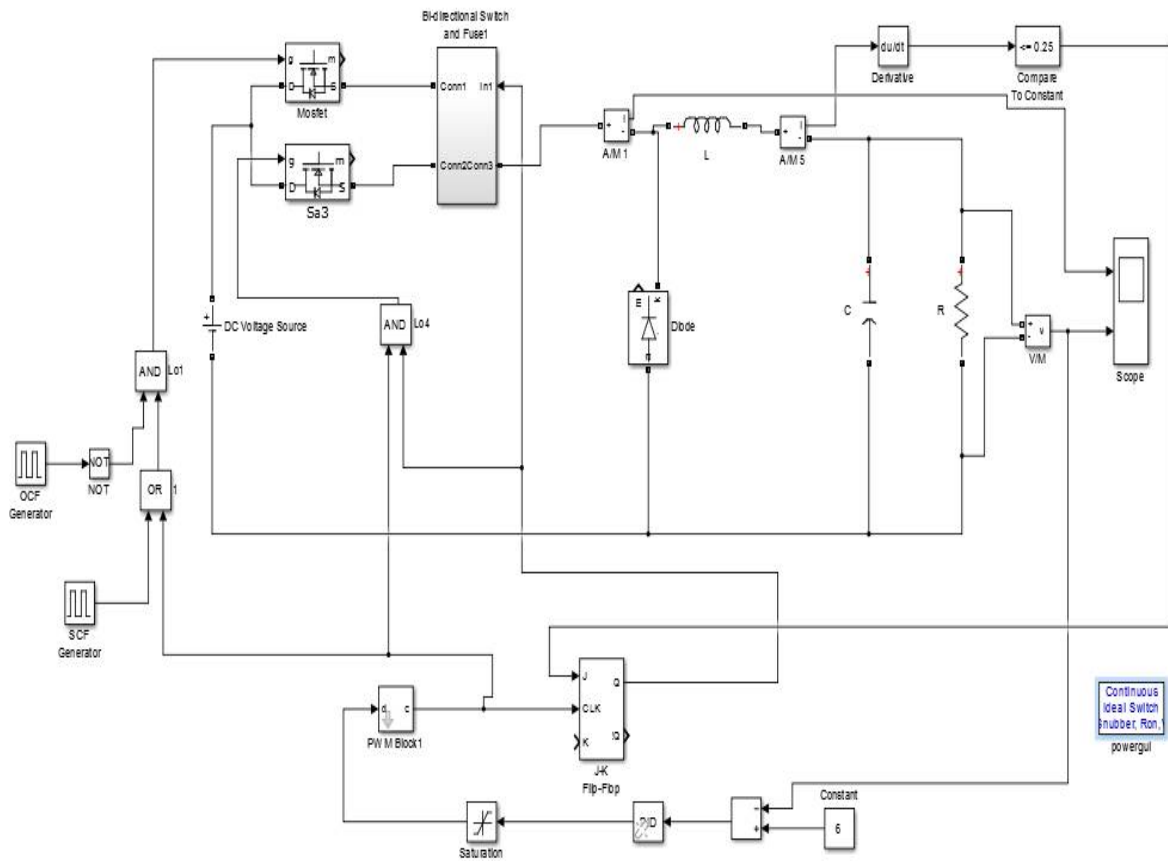 Bi-directional Switch
and Fuse1
g
m
D
S
Mosfet
g
m
D
S
Sa3
Conn1
In1
Conn2
Conn3
A/M 1
L
A/M 5
du/dt
Derivative
<= 0.25
Compare
To Constant
DC Voltage Source
AND
Lo4
m
k
a
Diode
C
R
V
V/M
Scope
AND
Lo1
OCF
Generator
NOT
NOT
OR
1
SCF
Generator
J
Q
CLK
K
!Q
J-K
Flip-Flop
d
c
PWM Block1
Continuous
Ideal Switch
Snubber, Ron,
powergui
Saturation
PID
-
+
Constant
6